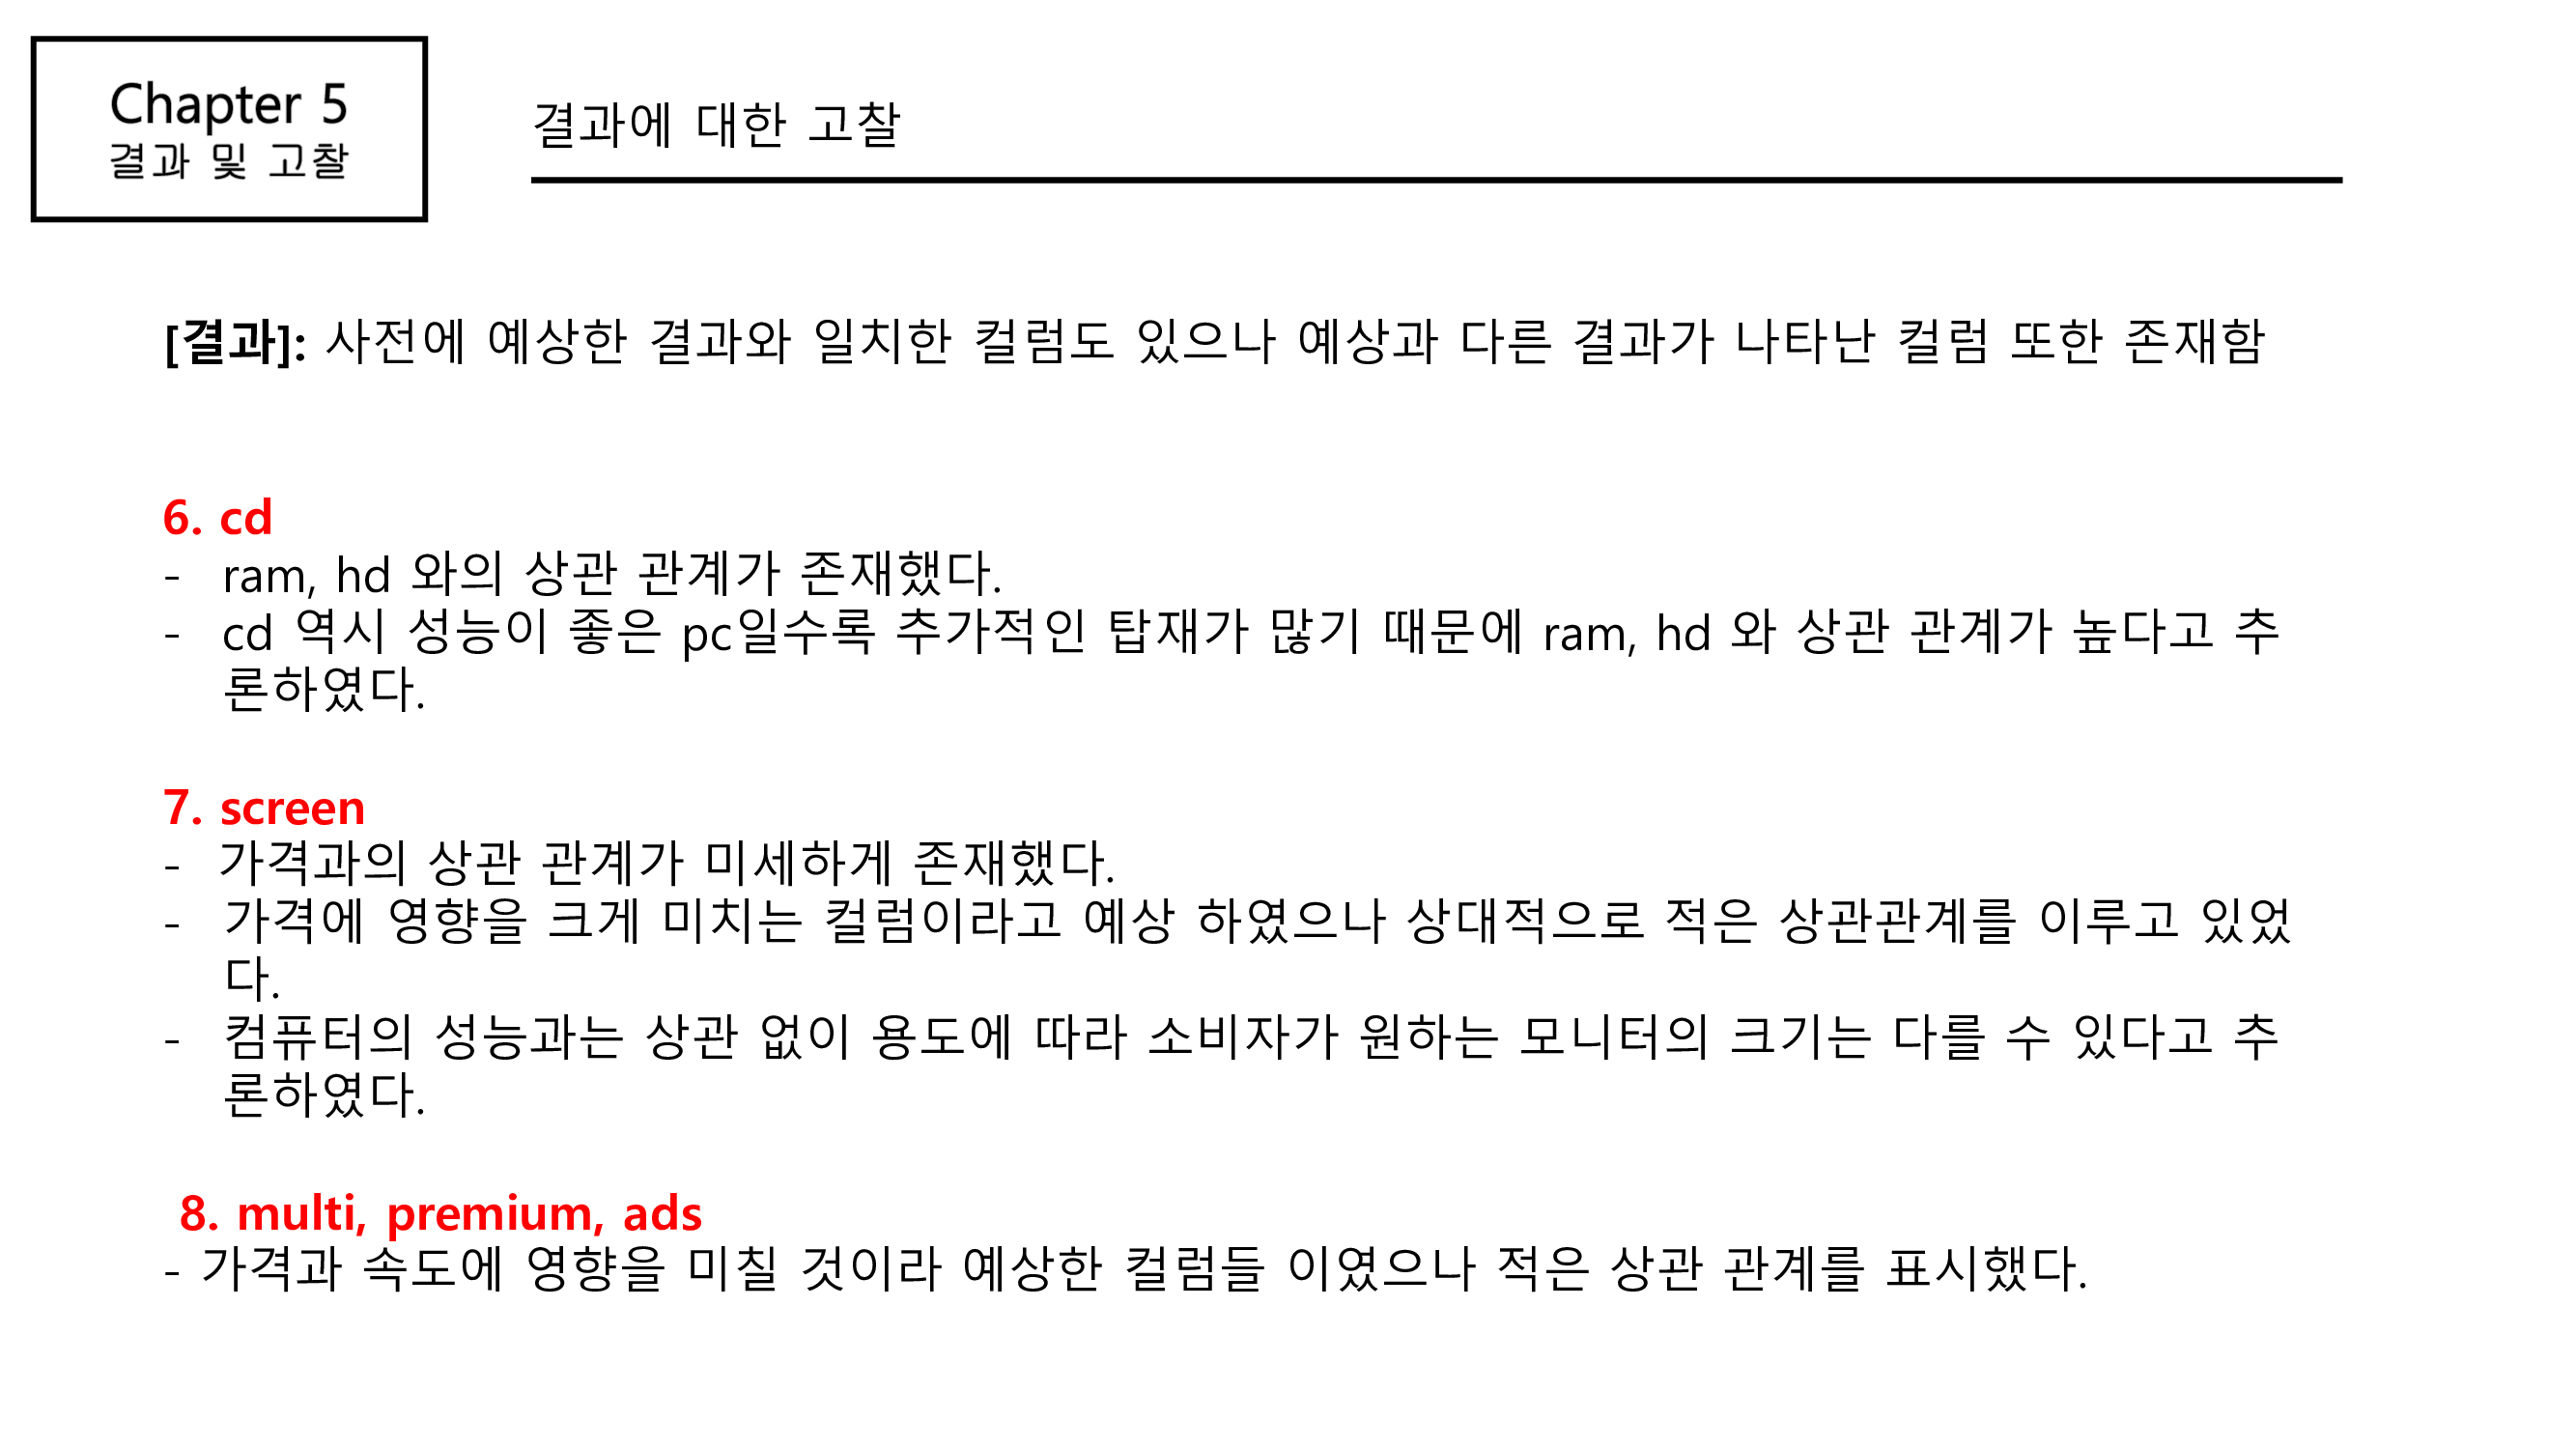 Chapter 5
결과 및 고찰
결과에 대한 고찰
[결과]: 사전에 예상한 결과와 일치한 컬럼도 있으나 예상과 다른 결과가 나타난 컬럼 또한 존재함
6. cd
- ram, hd 와의 상관 관계가 존재했다.
- cd 역시 성능이 좋은 pc일수록 추가적인 탑재가 많기 때문에 ram, hd 와 상관 관계가 높다고 추
론하였다.
7. screen
- 가격과의 상관 관계가 미세하게 존재했다.
- 가격에 영향을 크게 미치는 컬럼이라고 예상 하였으나 상대적으로 적은 상관관계를 이루고 있었
다.
- 컴퓨터의 성능과는 상관 없이 용도에 따라 소비자가 원하는 모니터의 크기는 다를 수 있다고 추
론하였다.
8. multi, premium, ads
- 가격과 속도에 영향을 미칠 것이라 예상한 컬럼들 이였으나 적은 상관 관계를 표시했다.